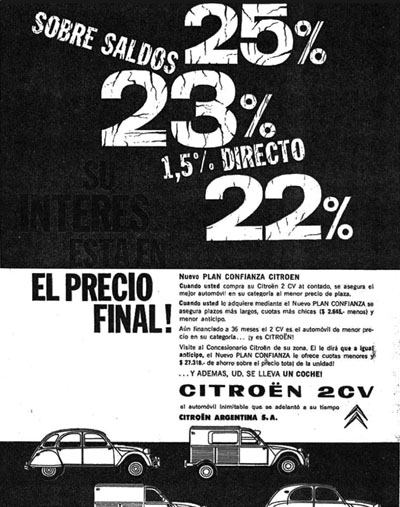 SOBRE SALDOS 25%
23%
1,5% DIRECTO
22%
SU
INTERES
ESTA EN
EL PRECIO
FINAL!
Nuevo PLAN CONFIANZA CITROEN
Cuando usted compra su Citroën 2 CV al contado, se asegura el
mejor automóvil en su categoría al menor precio de plaza.
Cuando usted lo adquiere mediante el Nuevo PLAN CONFIANZA se
asegura plazos más largos, cuotas más chicas ($ 2.645.- menos) y
menor anticipo.
Aún financiado a 36 meses el 2 CV es el automóvil de menor pre-
cio en su categoría... ¡y es CITROËN!
Visite al Concesionario Citroën de su zona. El le dirá que a igual
anticipo, el Nuevo PLAN CONFIANZA le ofrece cuotas menores y
$ 27.318.- de ahorro sobre el precio total de la unidad!
...Y ADEMAS, UD. SE LLEVA UN COCHE!
CITROËN 2CV
el automóvil inimitable que se adelantó a su tiempo
CITROËN ARGENTINA S.A.